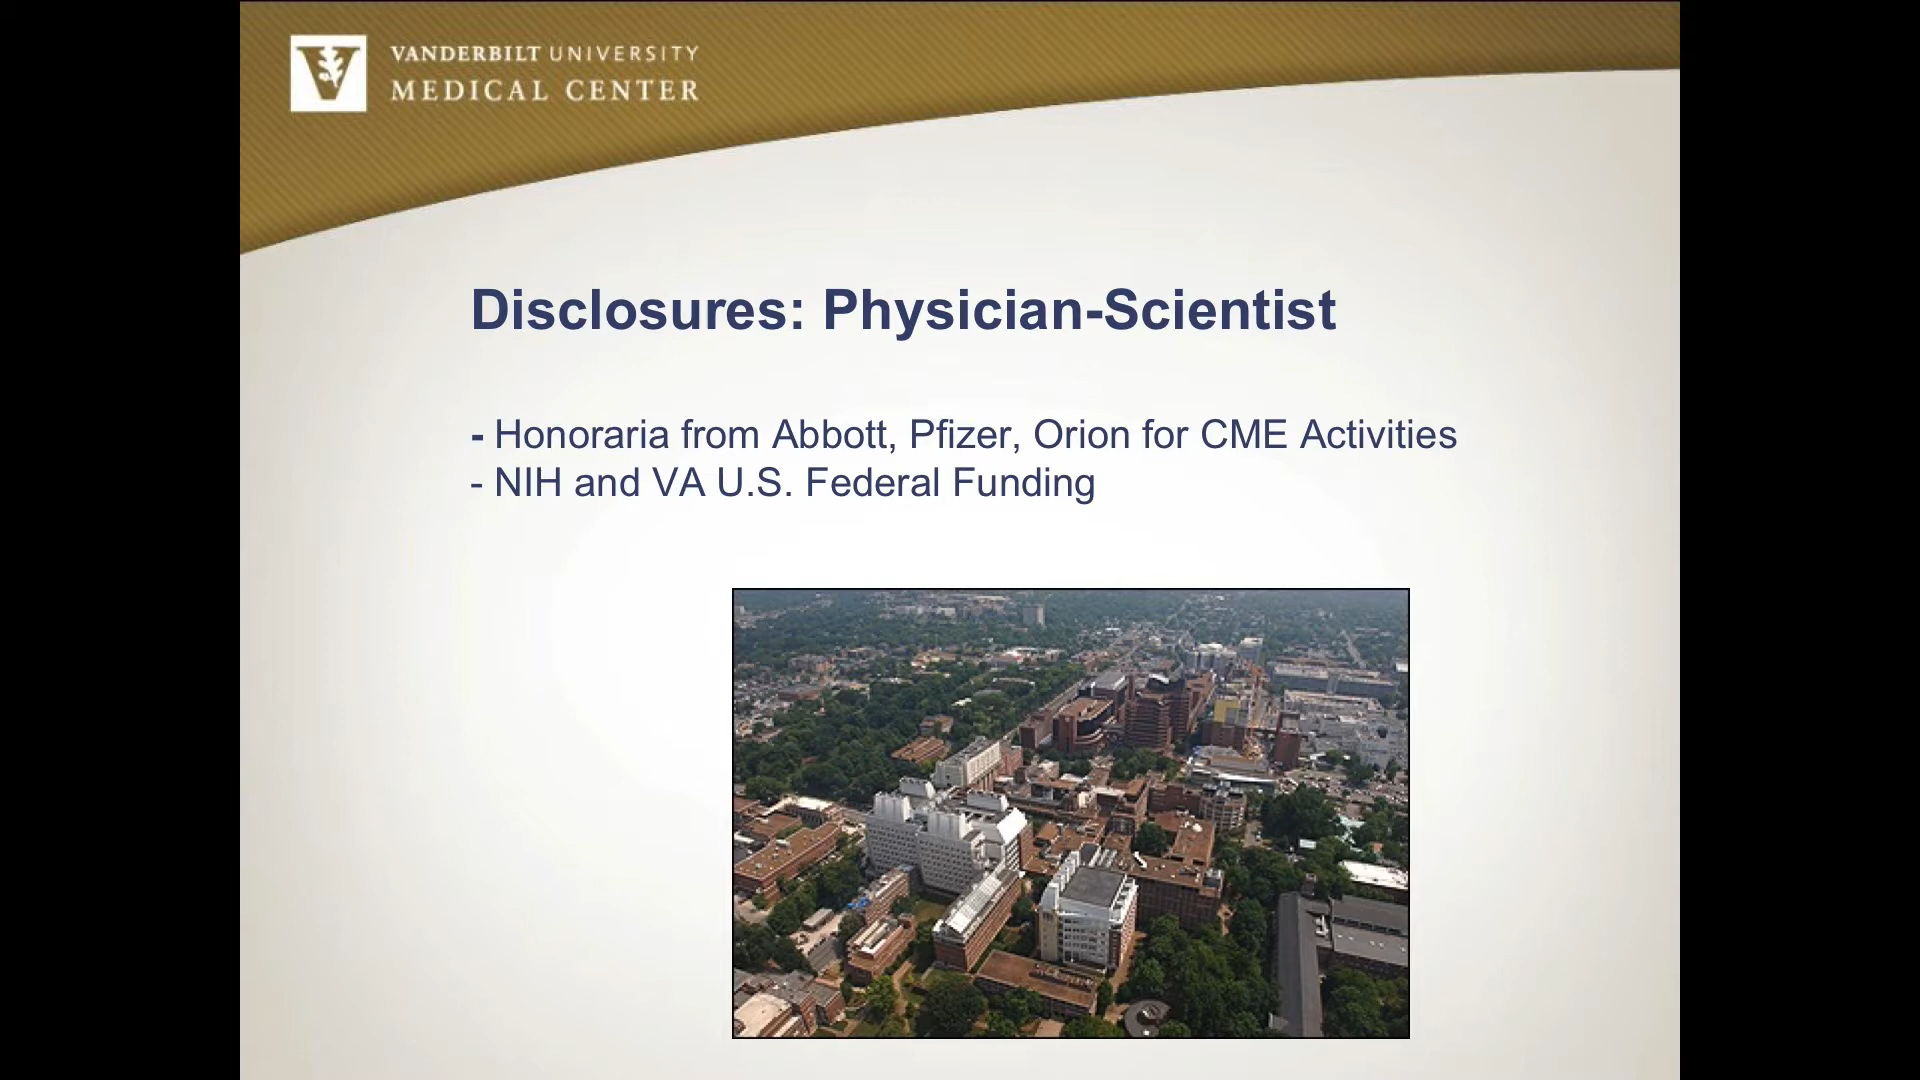 VANDERBILT UNIVERSITY
MEDICAL CENTER
Disclosures: Physician-Scientist
- Honoraria from Abbott, Pfizer, Orion for CME Activities
- NIH and VA U.S. Federal Funding